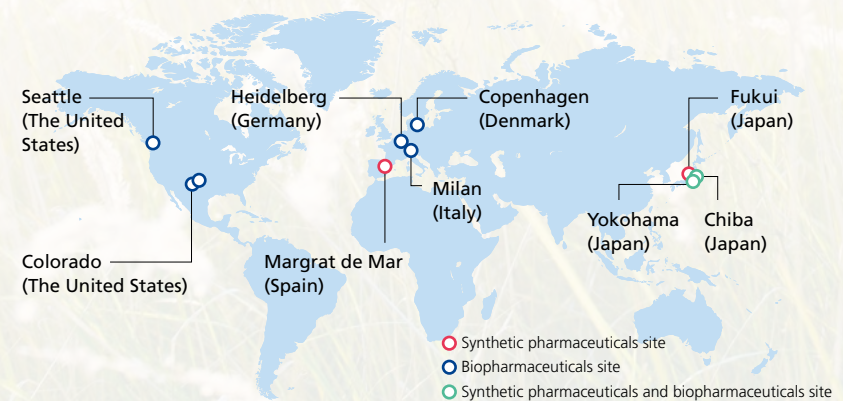 Seattle
(The United
States)
Heidelberg
(Germany)
Copenhagen
(Denmark)
Fukui
(Japan)
Milan
(Italy)
Yokohama
(Japan)
Chiba
(Japan)
Colorado
(The United States)
Margrat de Mar
(Spain)
Synthetic pharmaceuticals site
Biopharmaceuticals site
Synthetic pharmaceuticals and biopharmaceuticals site